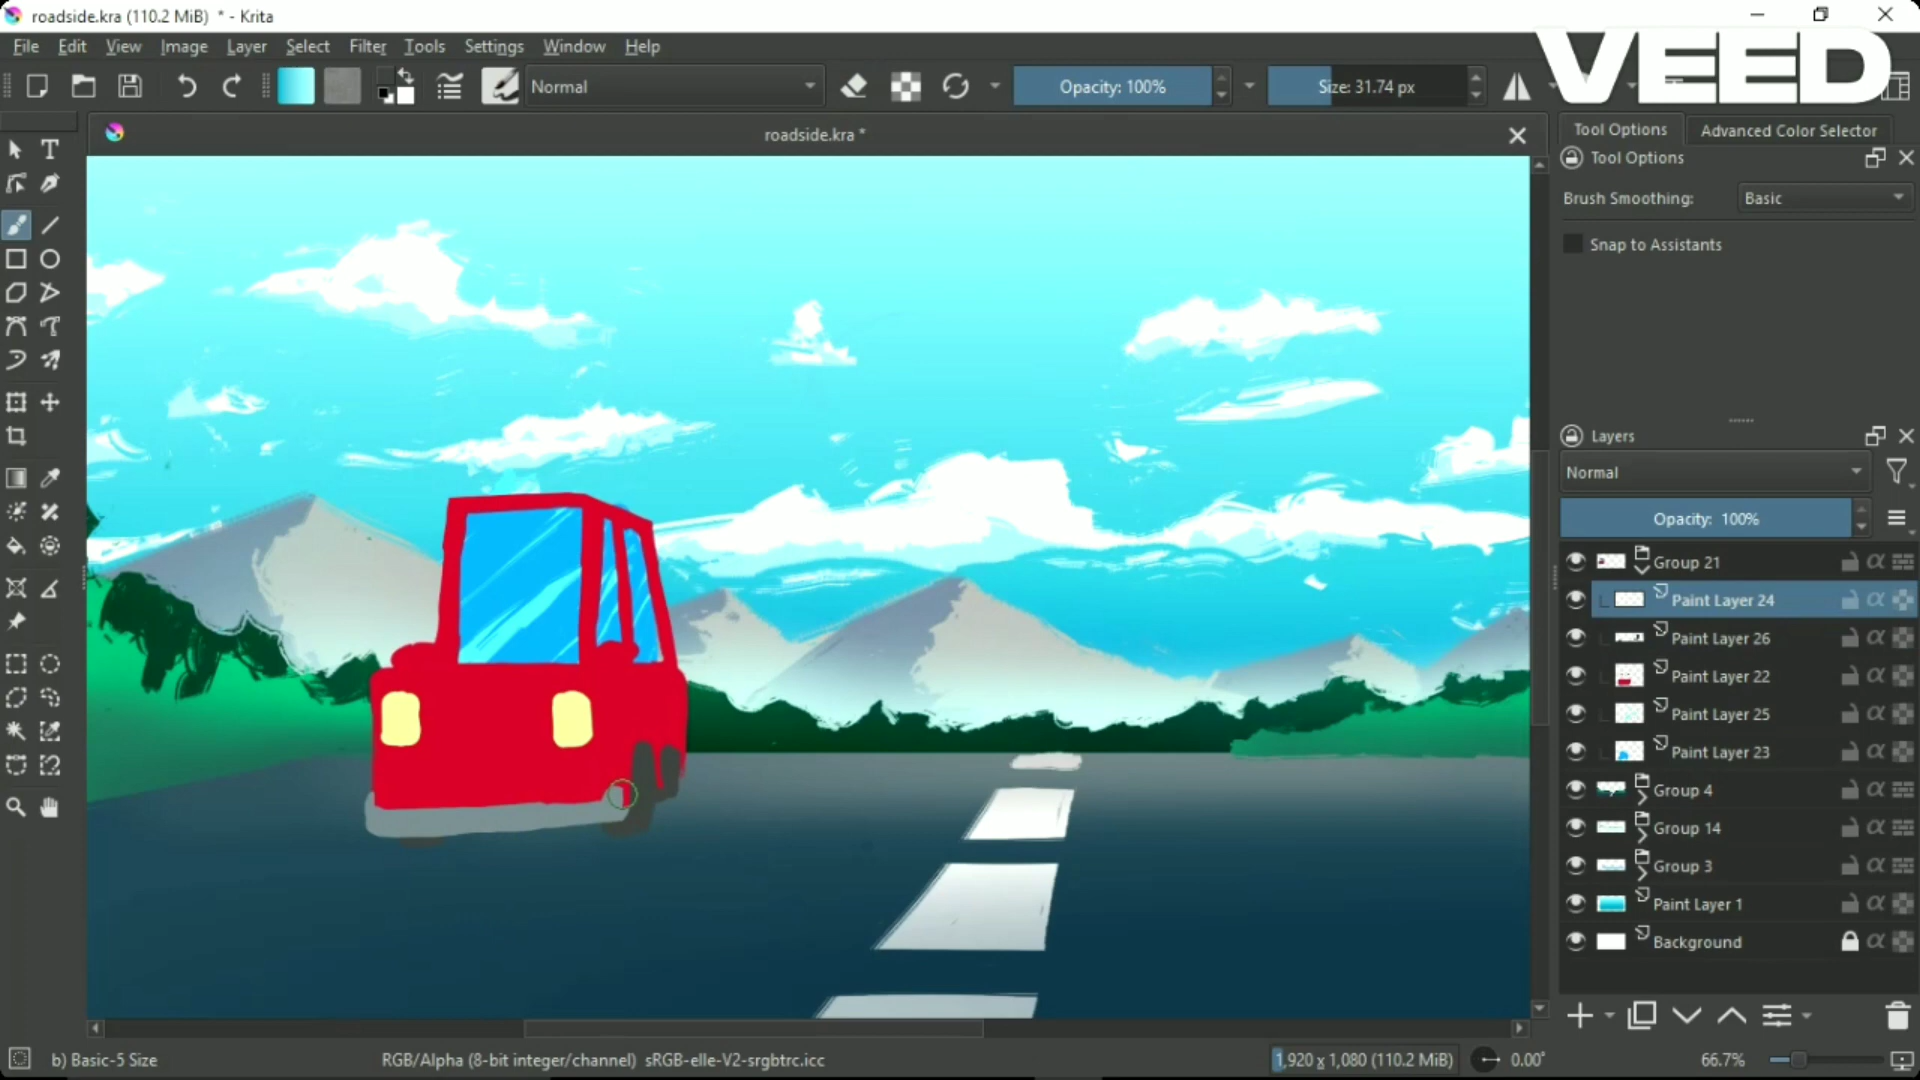 roadside.kra (110.2 MiB)  * - Krita
File Edit View Image Layer Select Filter Tools Settings Window Help
VEED
Normal
Opacity: 100%
Size: 31.74 px
roadside.kra *
Tool Options
Advanced Color Selector
Tool Options
Brush Smoothing:
Basic
Snap to Assistants
Layers
Normal
Opacity:  100%
Group 21
Paint Layer 24
Paint Layer 26
Paint Layer 22
Paint Layer 25
Paint Layer 23
Group 4
Group 14
Group 3
Paint Layer 1
Background
b) Basic-5 Size
RGB/Alpha (8-bit integer/channel)  sRGB-elle-V2-srgbtrc.icc
1,920 x 1,080 (110.2 MiB)
0.00°
66.7%